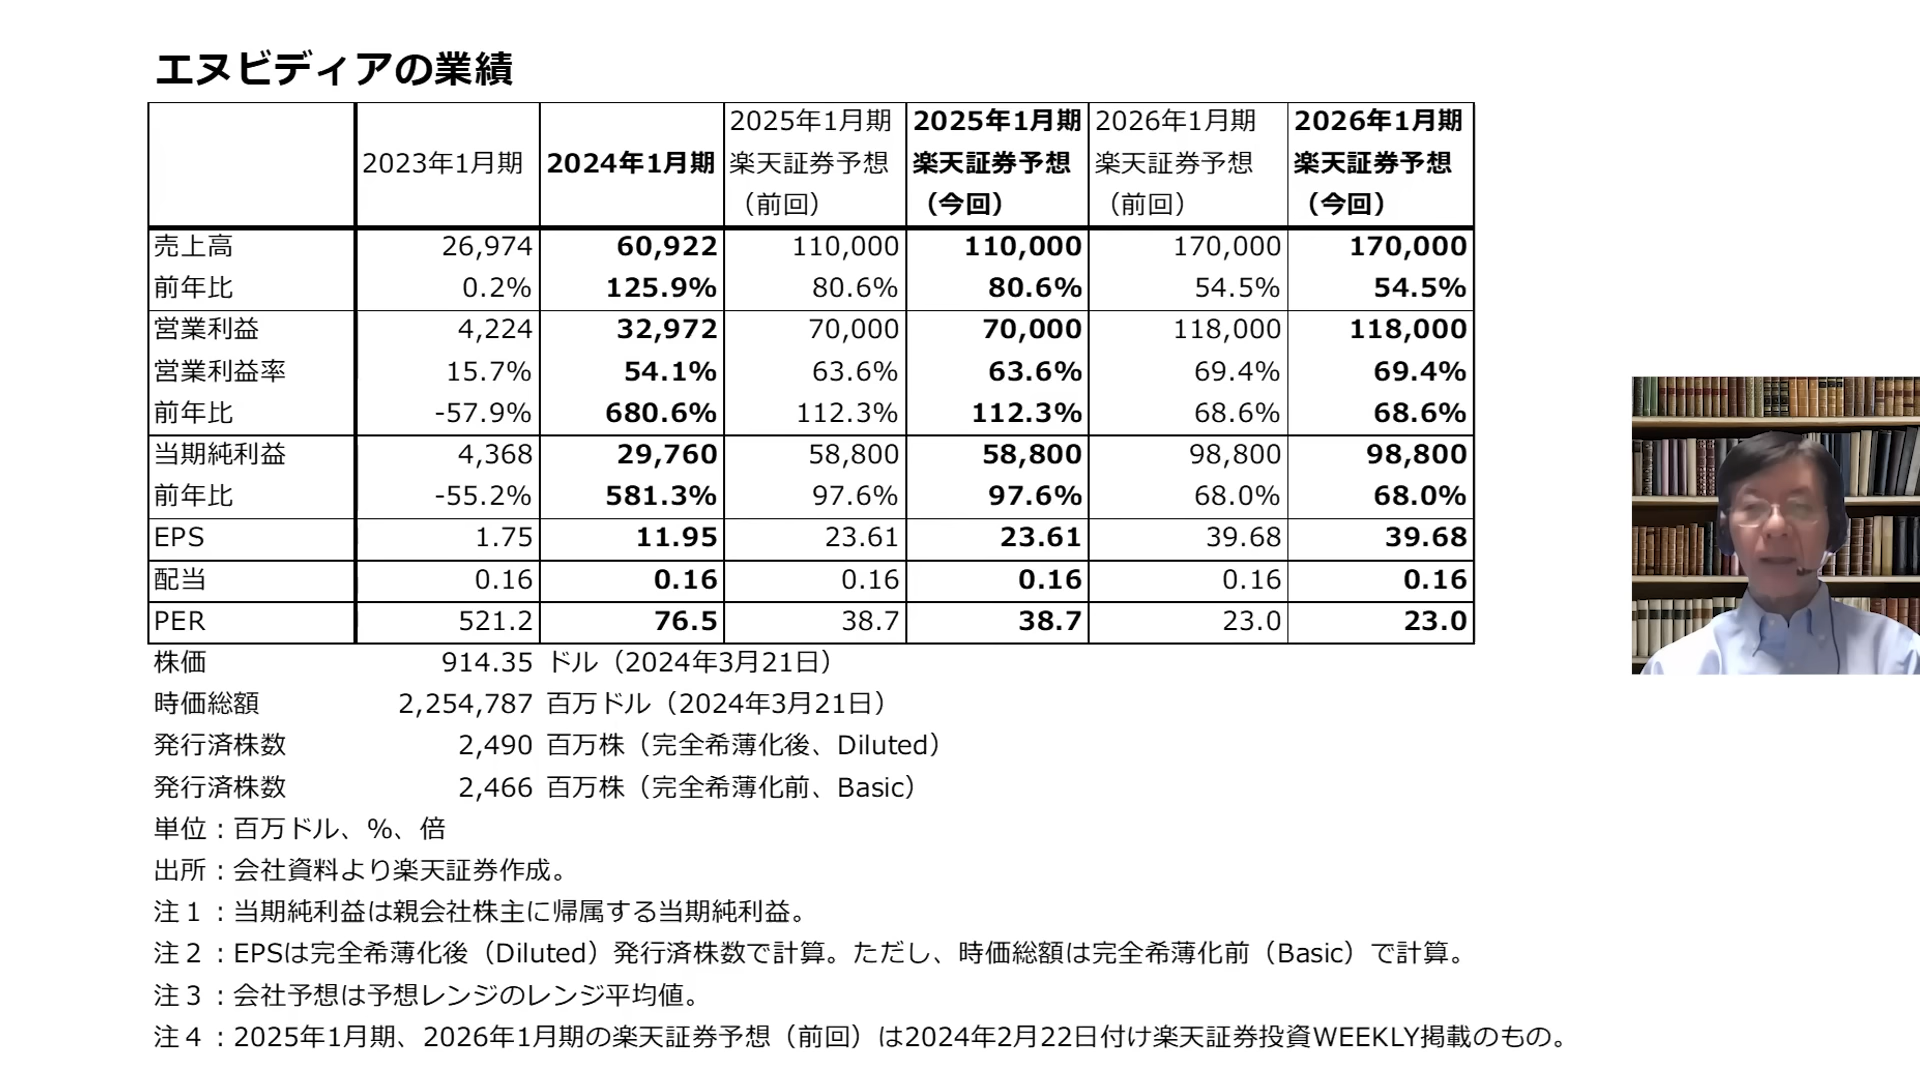 エヌビディアの業績
2023年1月期 2024年1月期 2025年1月期 楽天証券予想 （前回） 2025年1月期 楽天証券予想 （今回） 2026年1月期 楽天証券予想 （前回） 2026年1月期 楽天証券予想 （今回）
売上高 26,974 60,922 110,000 110,000 170,000 170,000
前年比 0.2% 125.9% 80.6% 80.6% 54.5% 54.5%
営業利益 4,224 32,972 70,000 70,000 118,000 118,000
営業利益率 15.7% 54.1% 63.6% 63.6% 69.4% 69.4%
前年比 -57.9% 680.6% 112.3% 112.3% 68.6% 68.6%
当期純利益 4,368 29,760 58,800 58,800 98,800 98,800
前年比 -55.2% 581.3% 97.6% 97.6% 68.0% 68.0%
EPS 1.75 11.95 23.61 23.61 39.68 39.68
配当 0.16 0.16 0.16 0.16 0.16 0.16
PER 521.2 76.5 38.7 38.7 23.0 23.0
株価 914.35 ドル（2024年3月21日）
時価総額 2,254,787 百万ドル（2024年3月21日）
発行済株数 2,490 百万株（完全希薄化後、Diluted）
発行済株数 2,466 百万株（完全希薄化前、Basic）
単位：百万ドル、%、倍
出所：会社資料より楽天証券作成。
注１：当期純利益は親会社株主に帰属する当期純利益。
注２：EPSは完全希薄化後（Diluted）発行済株数で計算。ただし、時価総額は完全希薄化前（Basic）で計算。
注３：会社予想は予想レンジのレンジ平均値。
注４：2025年1月期、2026年1月期の楽天証券予想（前回）は2024年2月22日付け楽天証券投資WEEKLY掲載のもの。